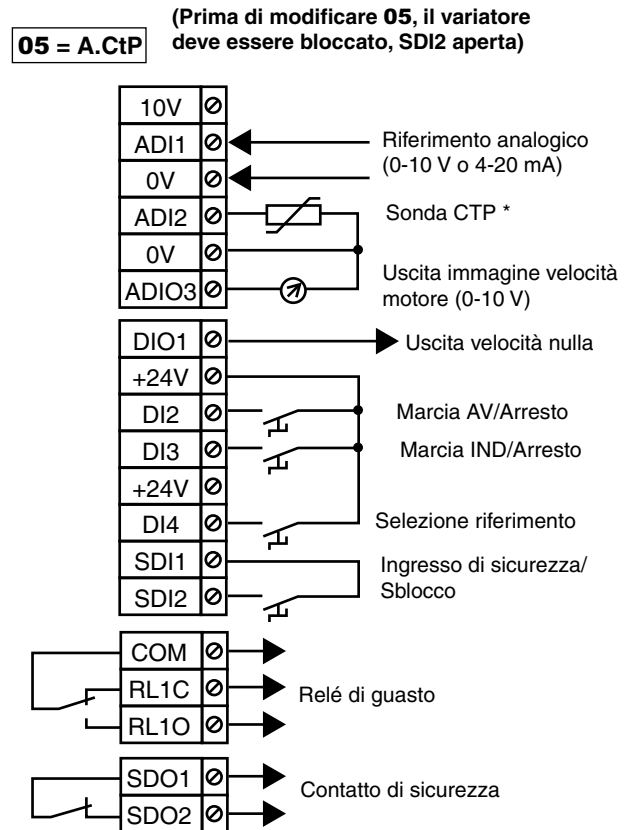 (Prima di modificare 05, il variatore
05 = A.CtP deve essere bloccato, SDI2 aperta)
10V
ADI1 Riferimento analogico
0V (0-10 V o 4-20 mA)
ADI2 Sonda CTP *
0V
ADIO3 Uscita immagine velocità
motore (0-10 V)
DIO1 Uscita velocità nulla
+24V
DI2 Marcia AV/Arresto
DI3 Marcia IND/Arresto
+24V
DI4 Selezione riferimento
SDI1 Ingresso di sicurezza/
SDI2 Sblocco
COM
RL1C Relé di guasto
RL1O
SDO1 Contatto di sicurezza
SDO2